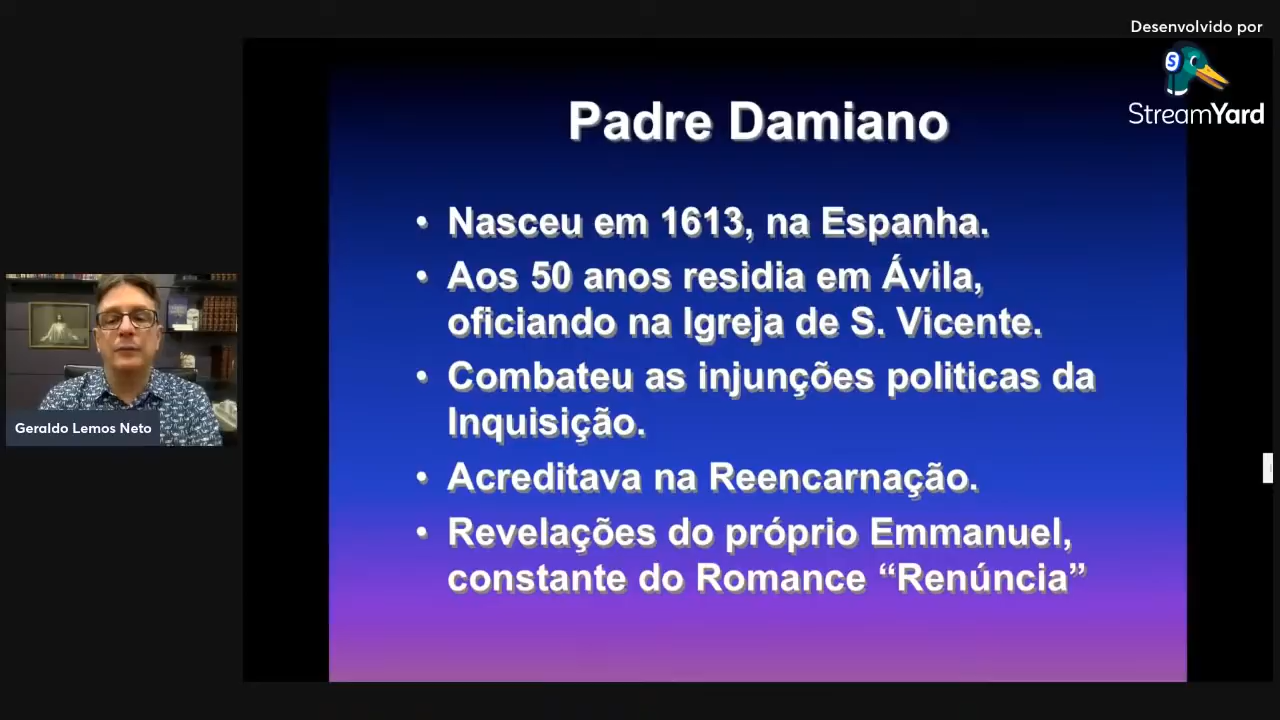 Desenvolvido por
S
StreamYard
Padre Damiano
• Nasceu em 1613, na Espanha.
• Aos 50 anos residia em Ávila,
oficiando na Igreja de S. Vicente.
• Combateu as injunções politicas da
Inquisição.
• Acreditava na Reencarnação.
• Revelações do próprio Emmanuel,
constante do Romance “Renúncia”
Geraldo Lemos Neto